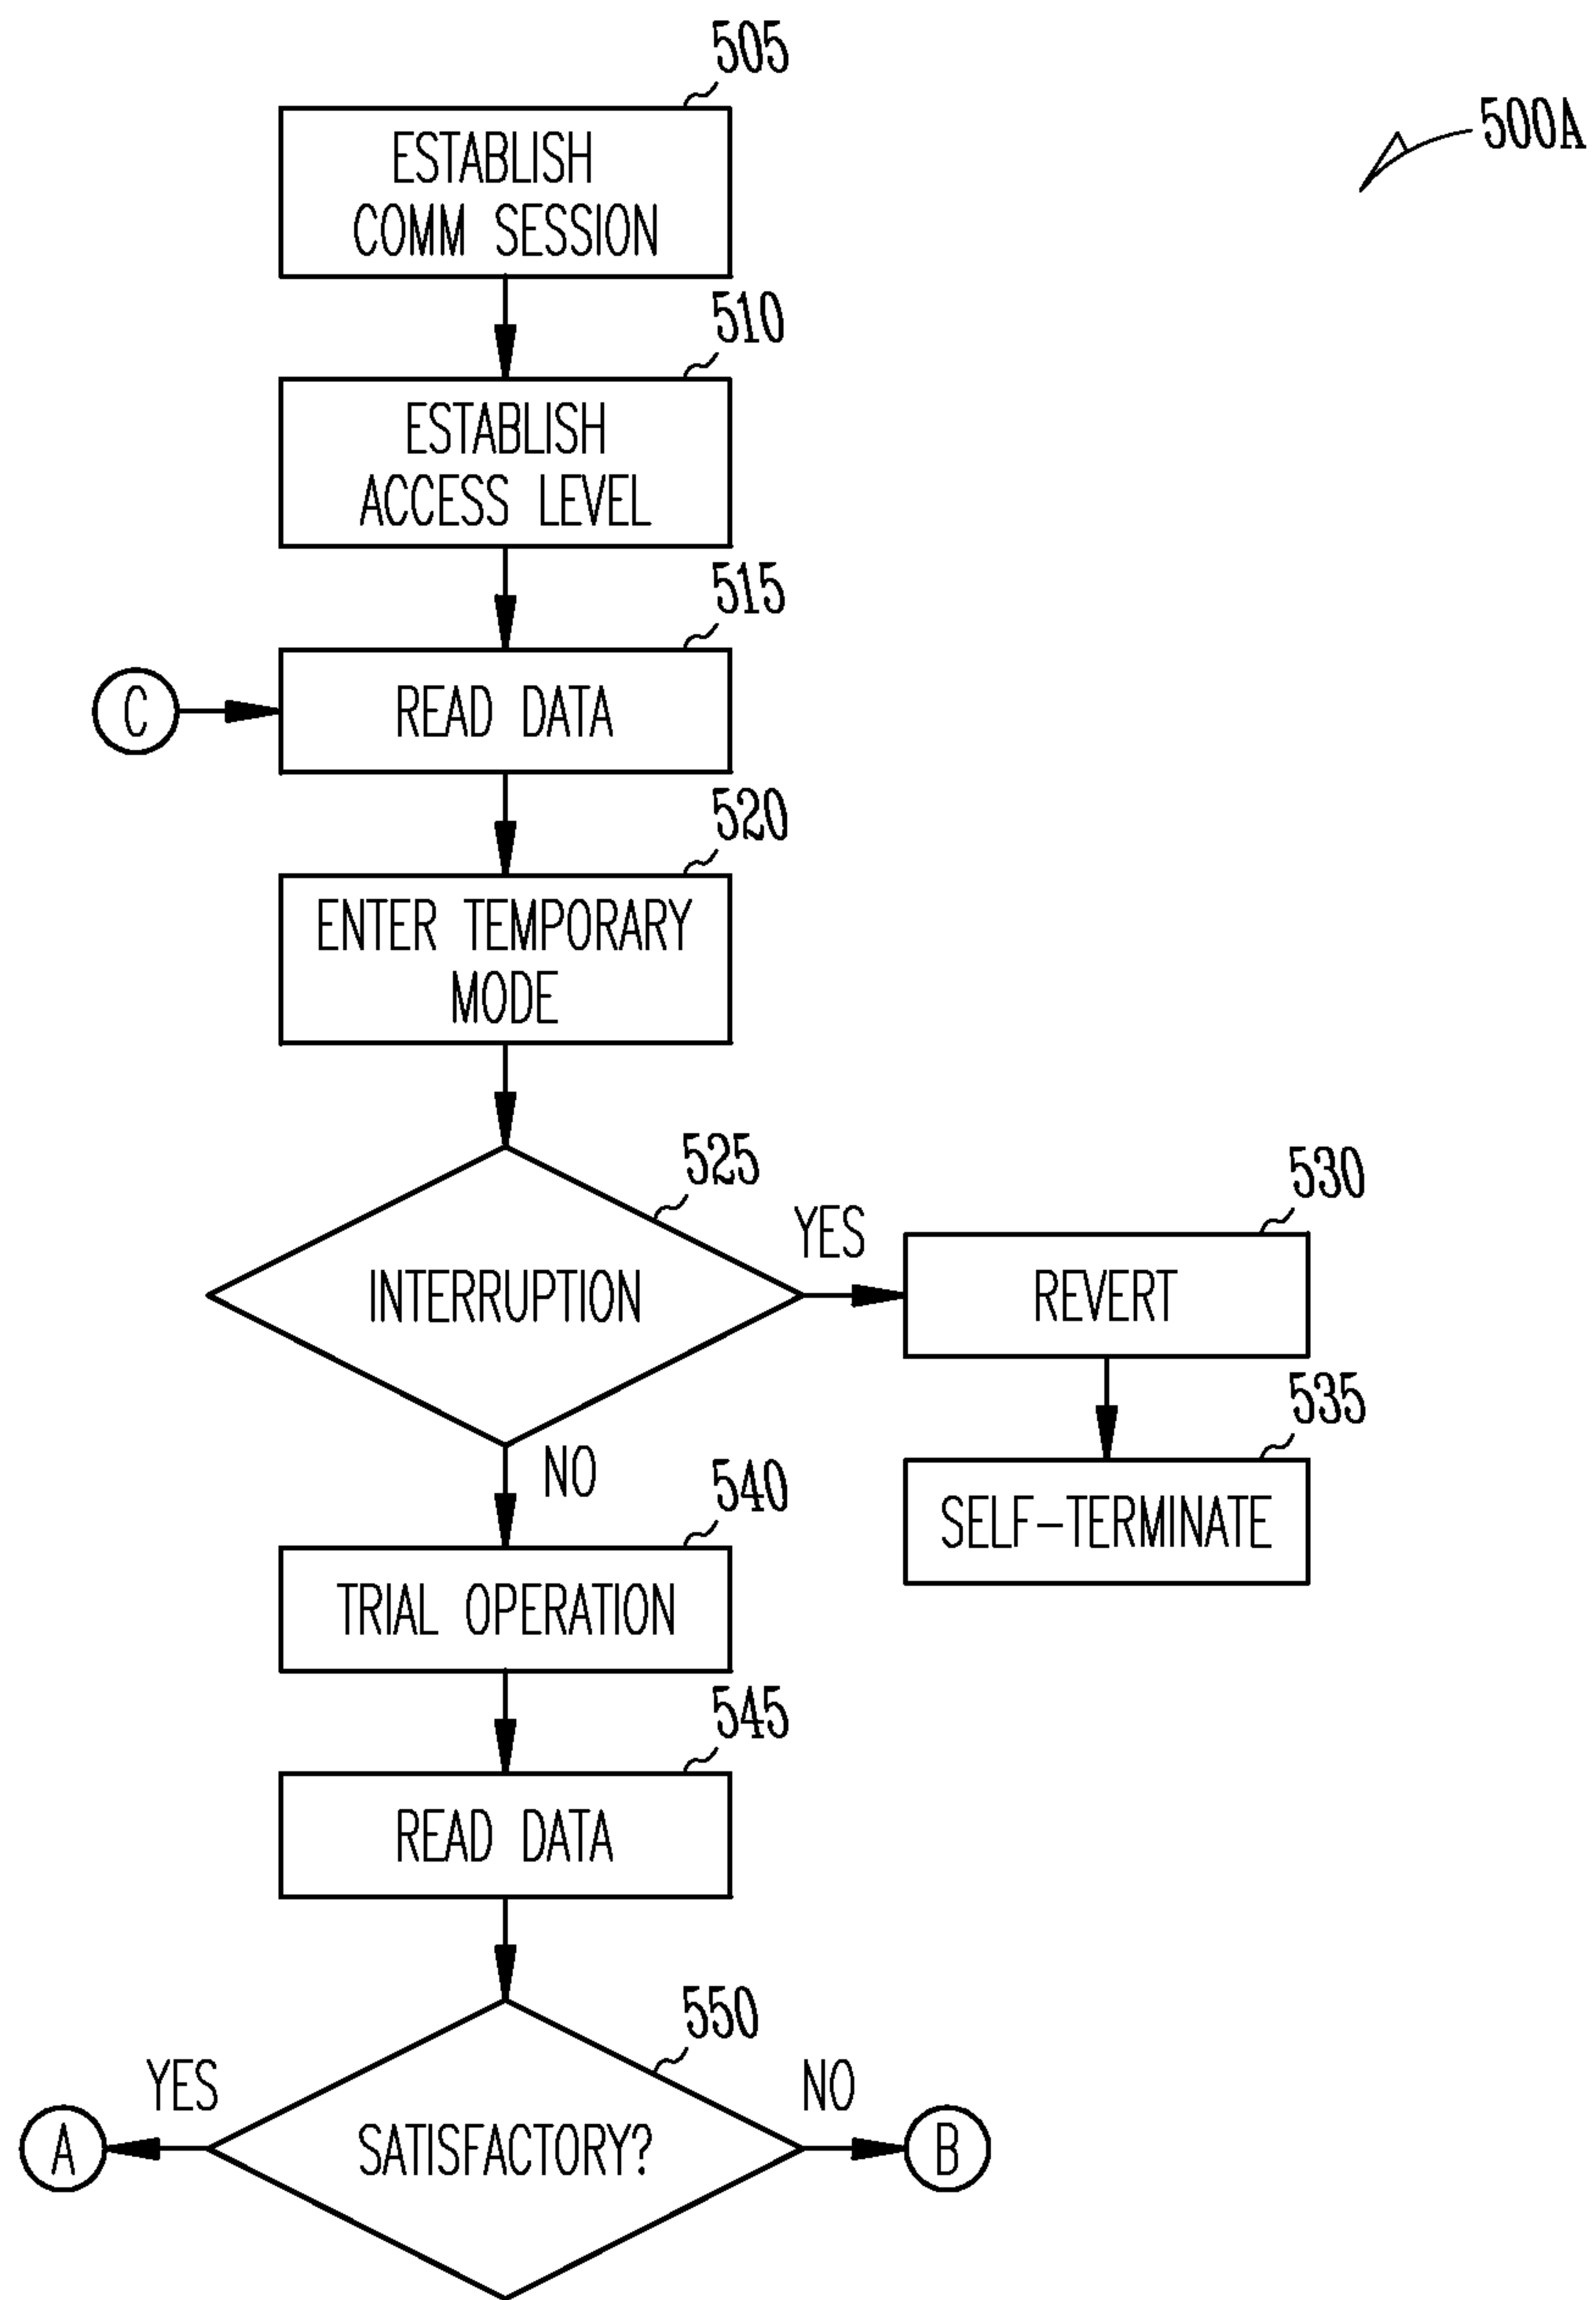 505
500A
ESTABLISH
COMM SESSION
510
ESTABLISH
ACCESS LEVEL
515
C
READ DATA
520
ENTER TEMPORARY
MODE
525
530
YES
INTERRUPTION
REVERT
535
NO
540
SELF-TERMINATE
TRIAL OPERATION
545
READ DATA
550
YES
NO
A
SATISFACTORY?
B